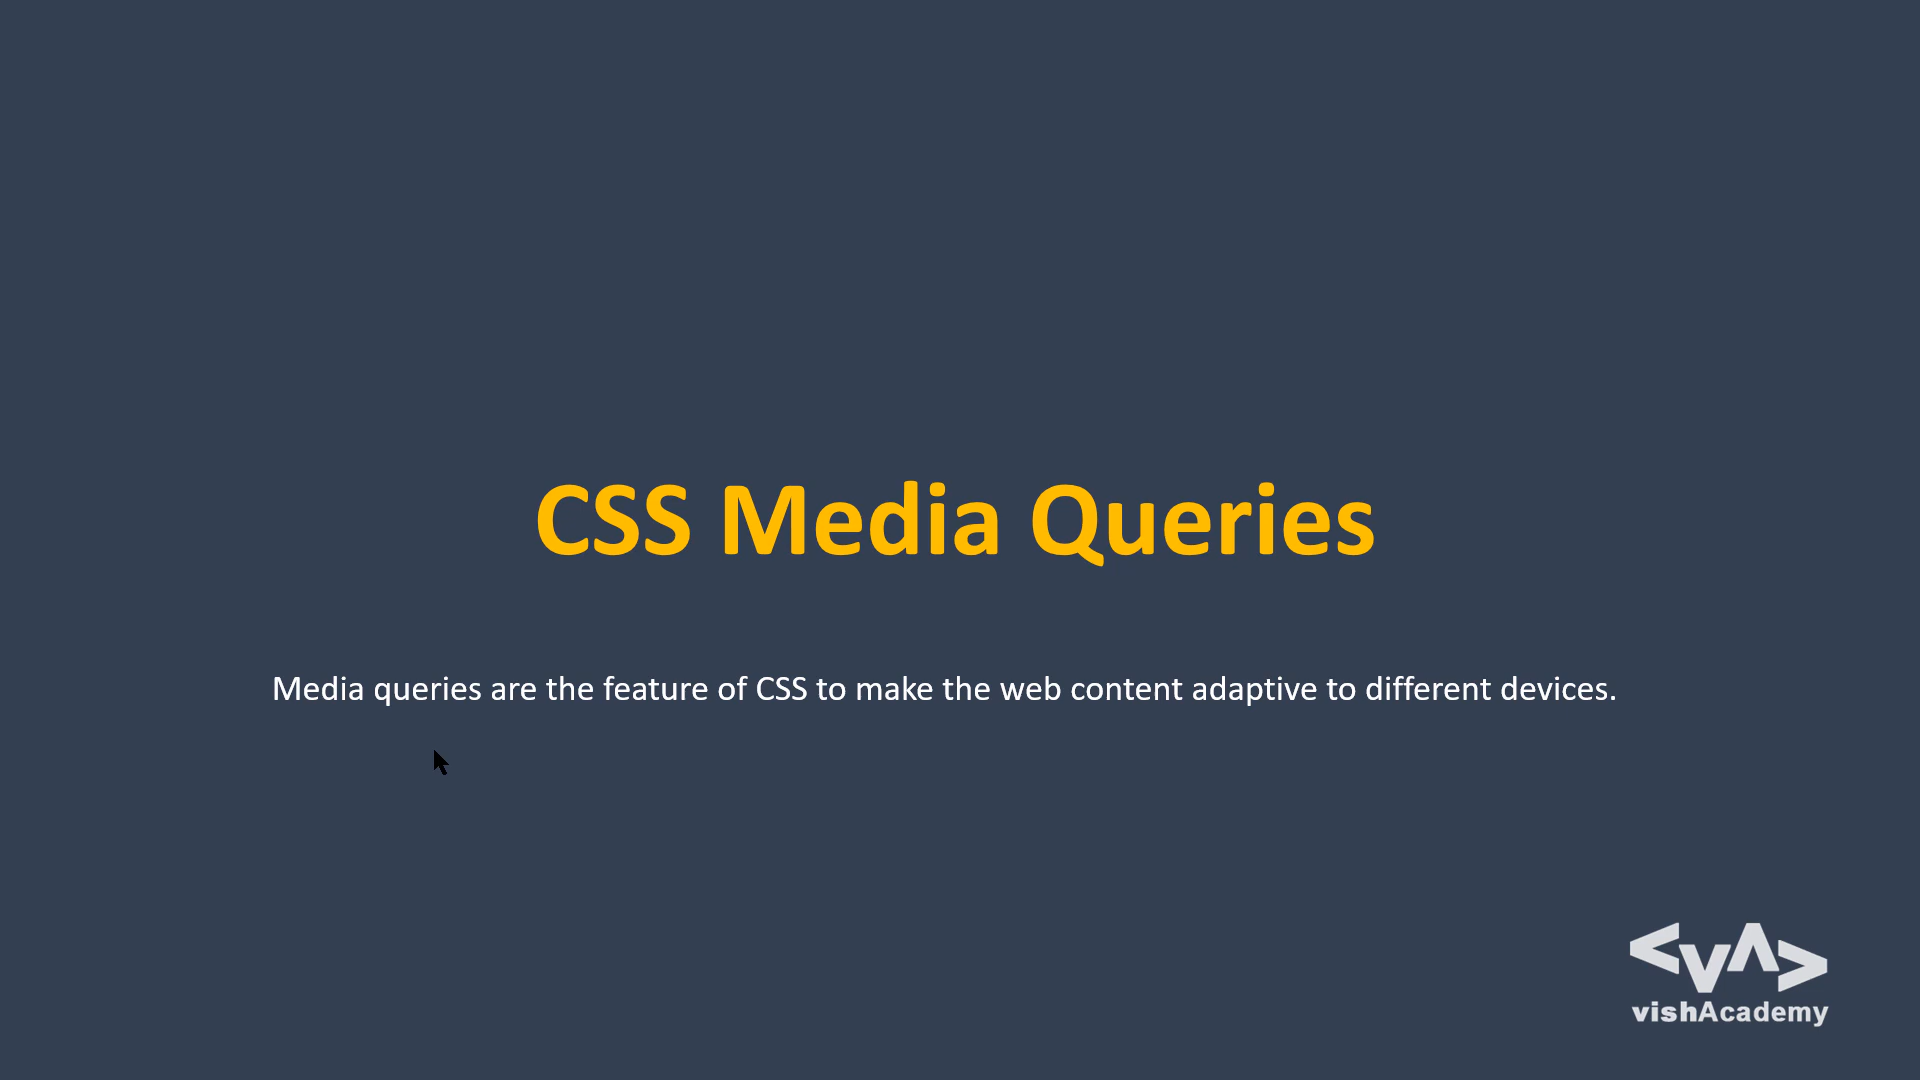 CSS Media Queries
Media queries are the feature of CSS to make the web content adaptive to different devices.
<VA>
vishAcademy